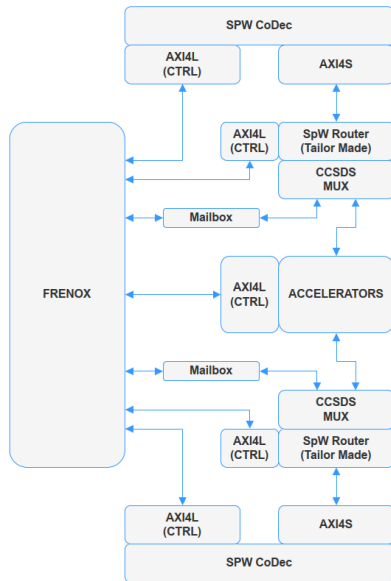 SPW CoDec
AXI4L
(CTRL)
AXI4S
AXI4L
(CTRL)
SpW Router
(Tailor Made)
CCSDS
MUX
Mailbox
FRENOX
AXI4L
(CTRL)
ACCELERATORS
Mailbox
CCSDS
MUX
AXI4L
(CTRL)
SpW Router
(Tailor Made)
AXI4L
(CTRL)
AXI4S
SPW CoDec